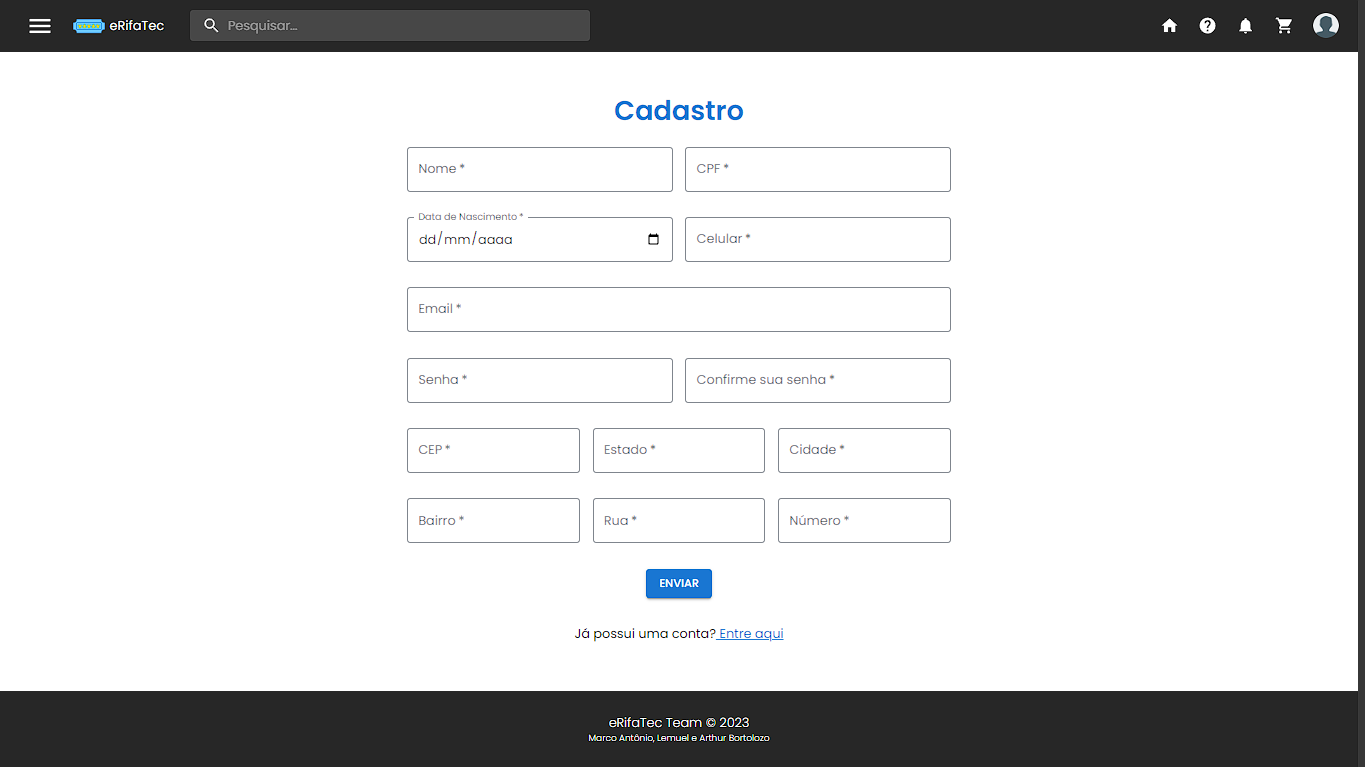 eRifaTec Pesquisar...
Cadastro
Nome * CPF *
Data de Nascimento *
dd/mm/aaaa Celular *
Email *
Senha * Confirme sua senha *
CEP * Estado * Cidade *
Bairro * Rua * Número *
ENVIAR
Já possui uma conta? Entre aqui
eRifaTec Team © 2023
Marco Antônio, Lemuel e Arthur Bortolozo